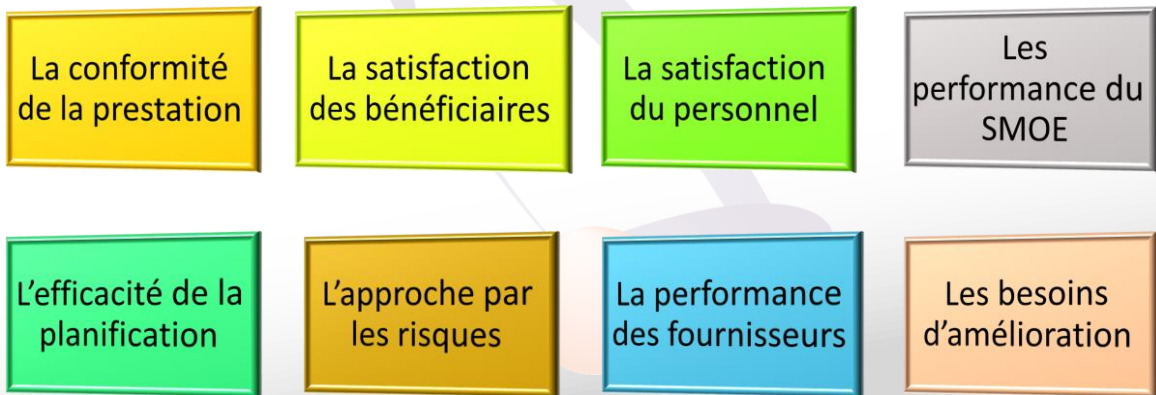 La conformité
de la prestation
La satisfaction
des bénéficiaires
La satisfaction
du personnel
Les
performance du
SMOE
L’efficacité de la
planification
L’approche par
les risques
La performance
des fournisseurs
Les besoins
d’amélioration